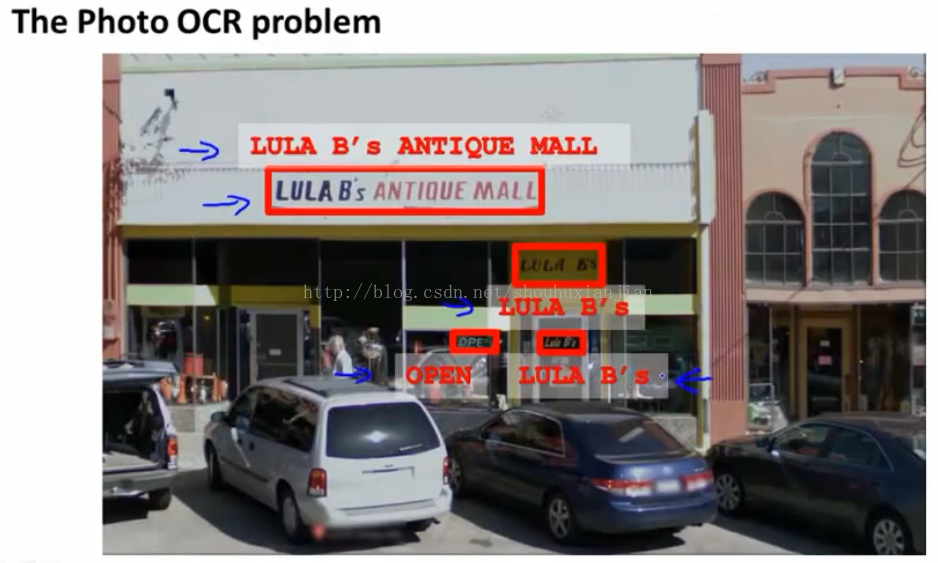 The Photo OCR problem
LULA B's ANTIQUE MALL
LULA B's ANTIQUE MALL
LULA B's
http://blog.csdn.net/shouhuxianjian
LULA B's
OPEN
Lula B's
OPEN
LULA B's